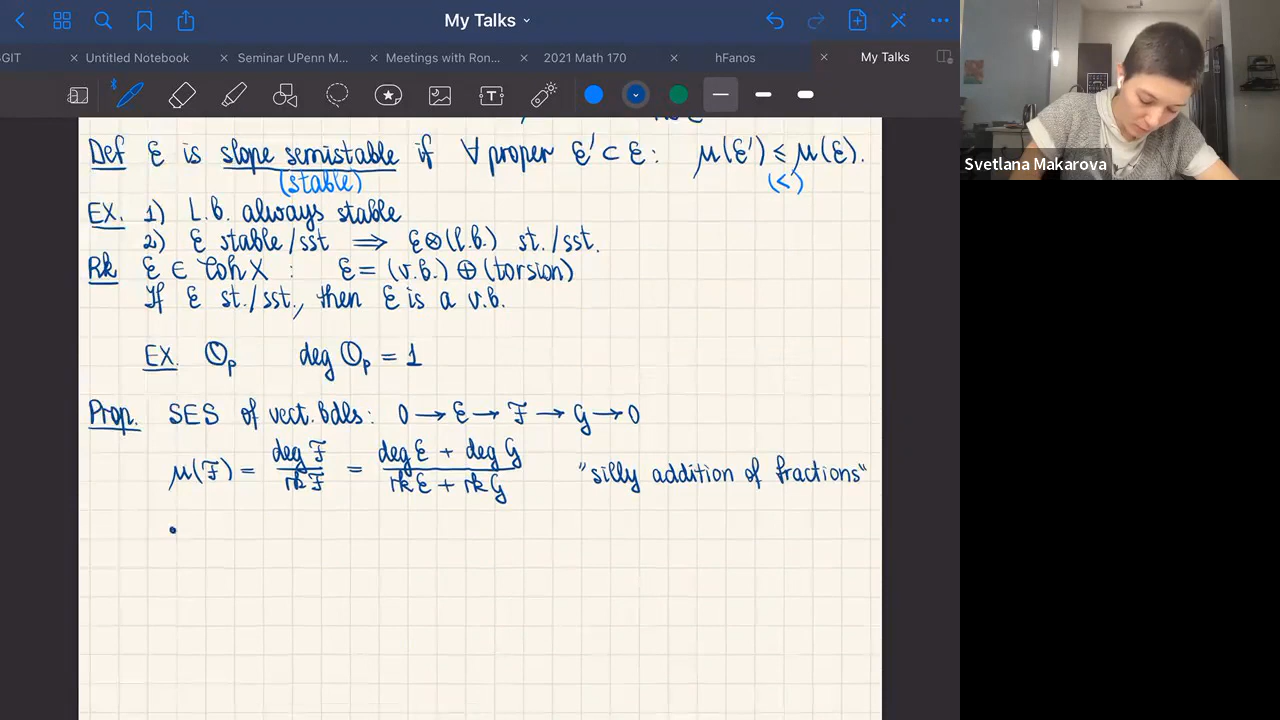 My Talks
GIT
Untitled Notebook
Seminar UPenn M...
Meetings with Ron...
2021 Math 170
hFanos
My Talks
Svetlana Makarova
Def ℰ is slope semistable if ∀ proper ℰ' ⊂ ℰ: μ(ℰ') ⩽ μ(ℰ).
(stable) (<)
EX. 1) L.b. always stable
2) ℰ stable/sst ⟹ ℰ⊗(l.b.) st./sst.
Rk ℰ ∈ Coh X : ℰ = (v.b.) ⊕ (torsion)
If ℰ st./sst., then ℰ is a v.b.
EX. 𝒪_p deg 𝒪_p = 1
Prop. SES of vect. bdls: 0 → ℰ → ℱ → 𝒢 → 0
μ(ℱ) = deg ℱ / rk ℱ = (deg ℰ + deg 𝒢) / (rk ℰ + rk 𝒢) "silly addition of fractions"
•